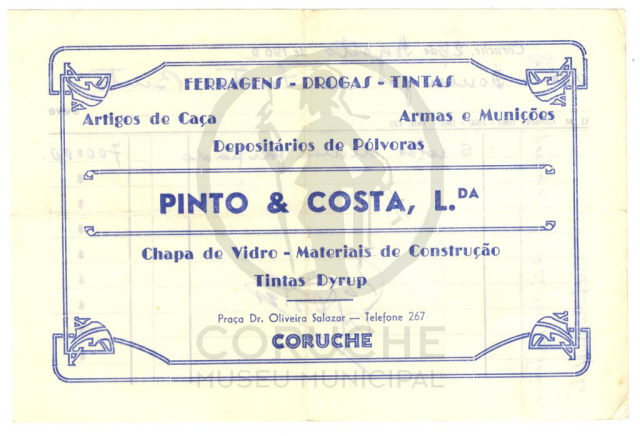 FERRAGENS - DROGAS - TINTAS
Artigos de Caça
Armas e Munições
Depositários de Pólvoras
PINTO & COSTA, L.DA
Chapa de Vidro - Materiais de Construção
Tintas Dyrup
Praça Dr. Oliveira Salazar — Telefone 267
CORUCHE
CORUCHE
MUSEU MUNICIPAL